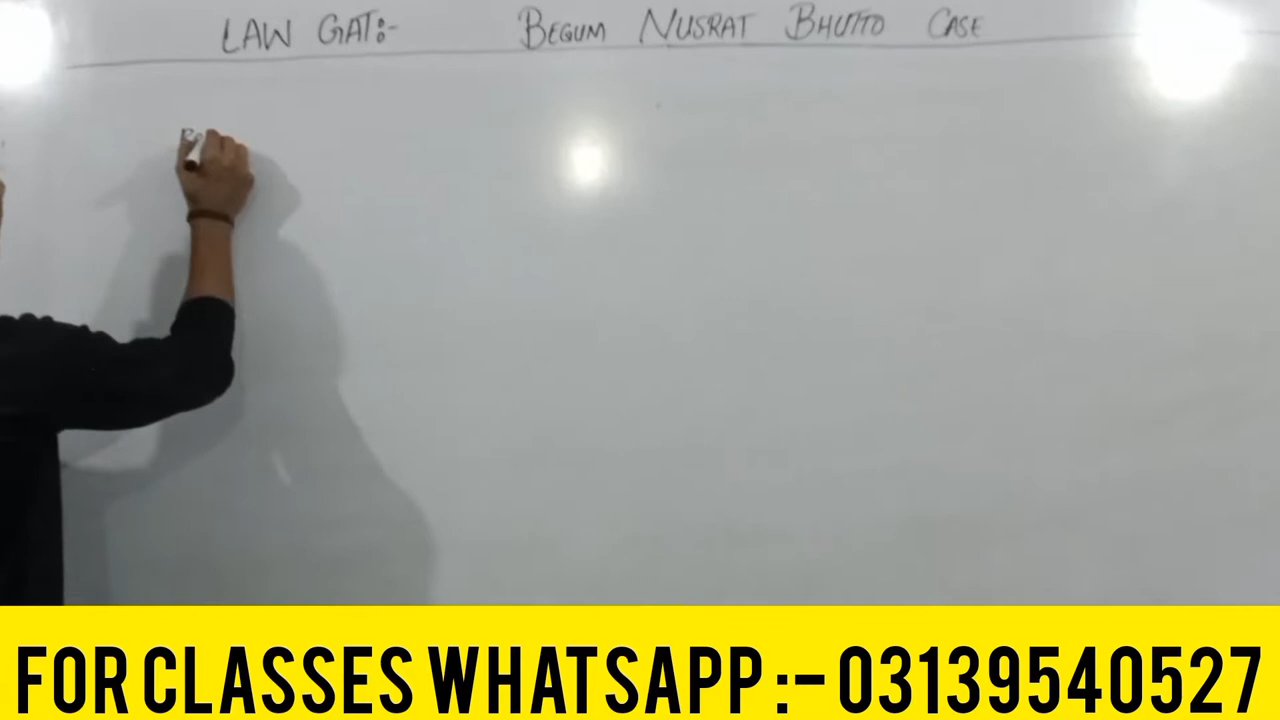 LAW GAT:- BEGUM NUSRAT BHUTTO CASE
FOR CLASSES WHATSAPP :- 03139540527